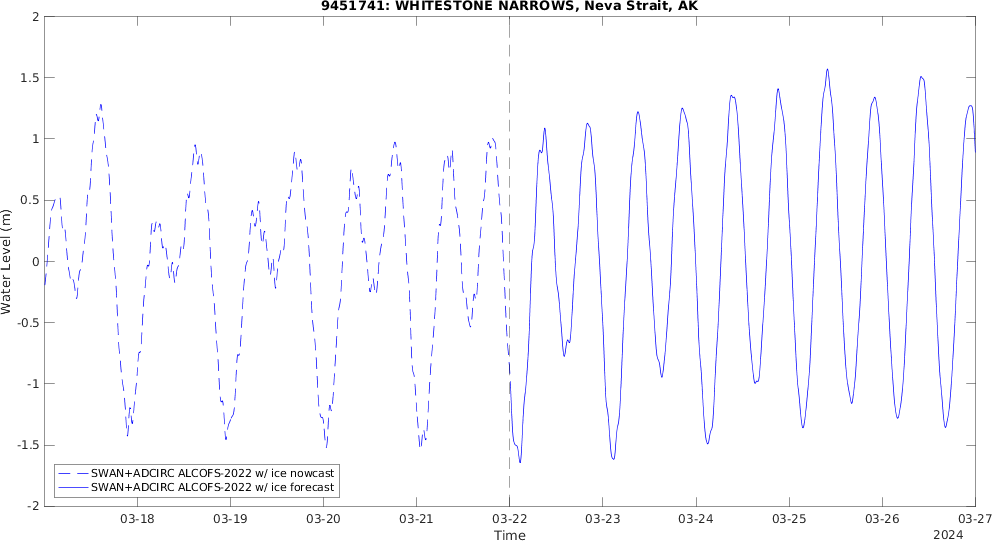 9451741: WHITESTONE NARROWS, Neva Strait, AK
2
1.5
1
0.5
0
-0.5
-1
-1.5
-2
Water Level (m)
SWAN+ADCIRC ALCOFS-2022 w/ ice nowcast
SWAN+ADCIRC ALCOFS-2022 w/ ice forecast
03-18 03-19 03-20 03-21 03-22 03-23 03-24 03-25 03-26 03-27
Time
2024